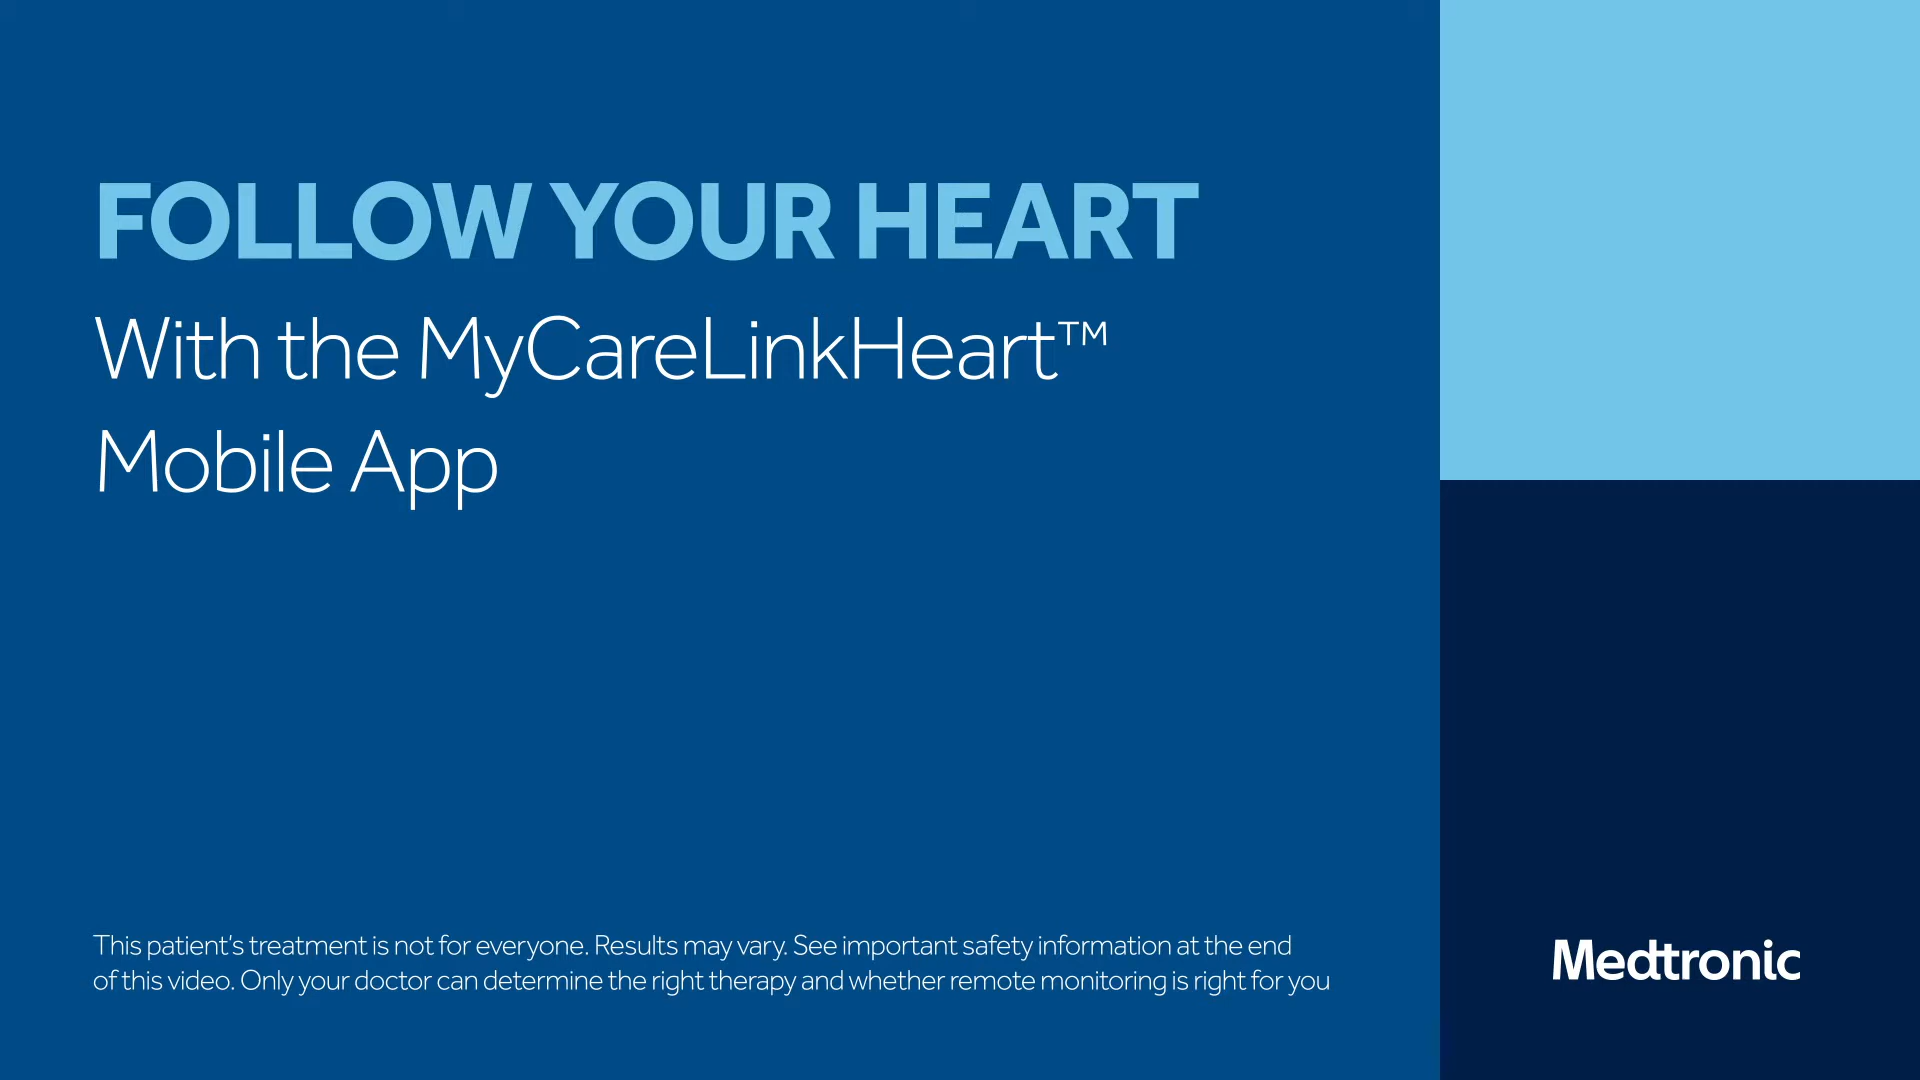 FOLLOW YOUR HEART
With the MyCareLinkHeart™
Mobile App
This patient's treatment is not for everyone. Results may vary. See important safety information at the end
of this video. Only your doctor can determine the right therapy and whether remote monitoring is right for you
Medtronic